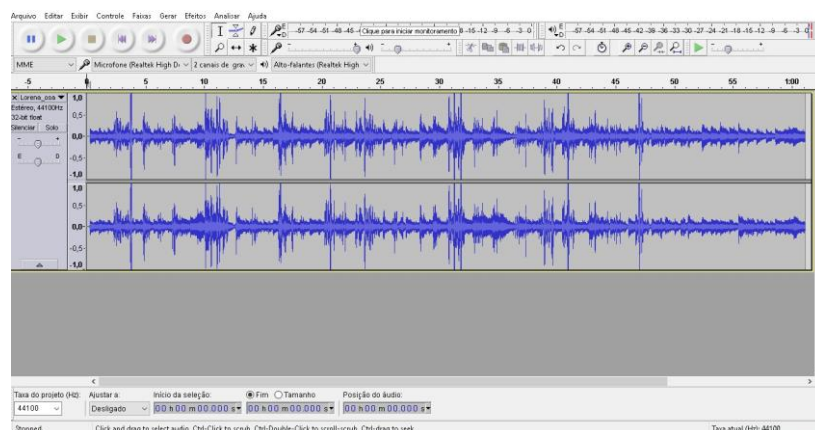 Arquivo Editar Exibir Controle Faixas Gerar Efeitos Analisar Ajuda
-57 -54 -51 -48 -45 - Clique para iniciar monitoramento -15 -12 -9 -6 -3 0
-57 -54 -51 -48 -45 -42 -39 -36 -33 -30 -27 -24 -21 -18 -15 -12 -9 -6 -3 0
E D
E D
MME
Microfone (Realtek High D
2 canais de grav
Alto-falantes (Realtek High
-5 0 5 10 15 20 25 30 35 40 45 50 55 1:00
X Lorena_cos
Estéreo, 44100Hz
32-bit float
Silenciar Solo
- +
E D
1,0
0,5-
0,0-
-0,5-
-1,0
1,0
0,5-
0,0-
-0,5-
-1,0
Taxa do projeto (Hz): Ajustar a: Início da seleção: Fim Tamanho Posição do áudio:
44100 Desligado 00 h 00 m 00.000 s 00 h 00 m 00.000 s 00 h 00 m 00.000 s
Stopped. Click and drag to select audio, Ctrl-Click to scrub, Ctrl-Double-Click to scroll-scrub, Ctrl-drag to seek
Taxa atual (Hz): 44100